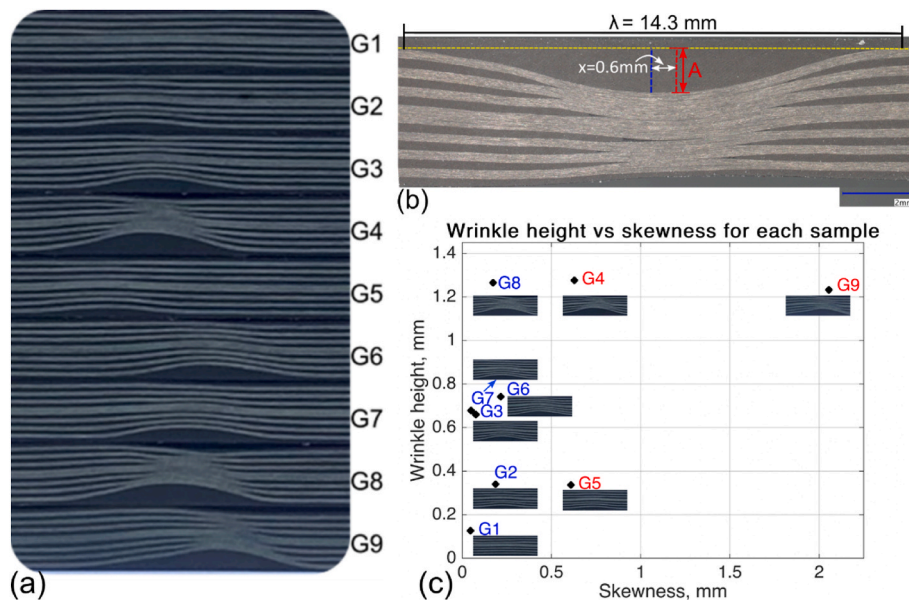 G1
G2
G3
G4
G5
G6
G7
G8
G9
(a)
λ = 14.3 mm
x=0.6mm
A
2mm
(b)
Wrinkle height vs skewness for each sample
Wrinkle height, mm
1.4
1.2
1
0.8
0.6
0.4
0.2
0
G8
G4
G9
G6
G7
G3
G2
G5
G1
0
0.5
1
1.5
2
Skewness, mm
(c)